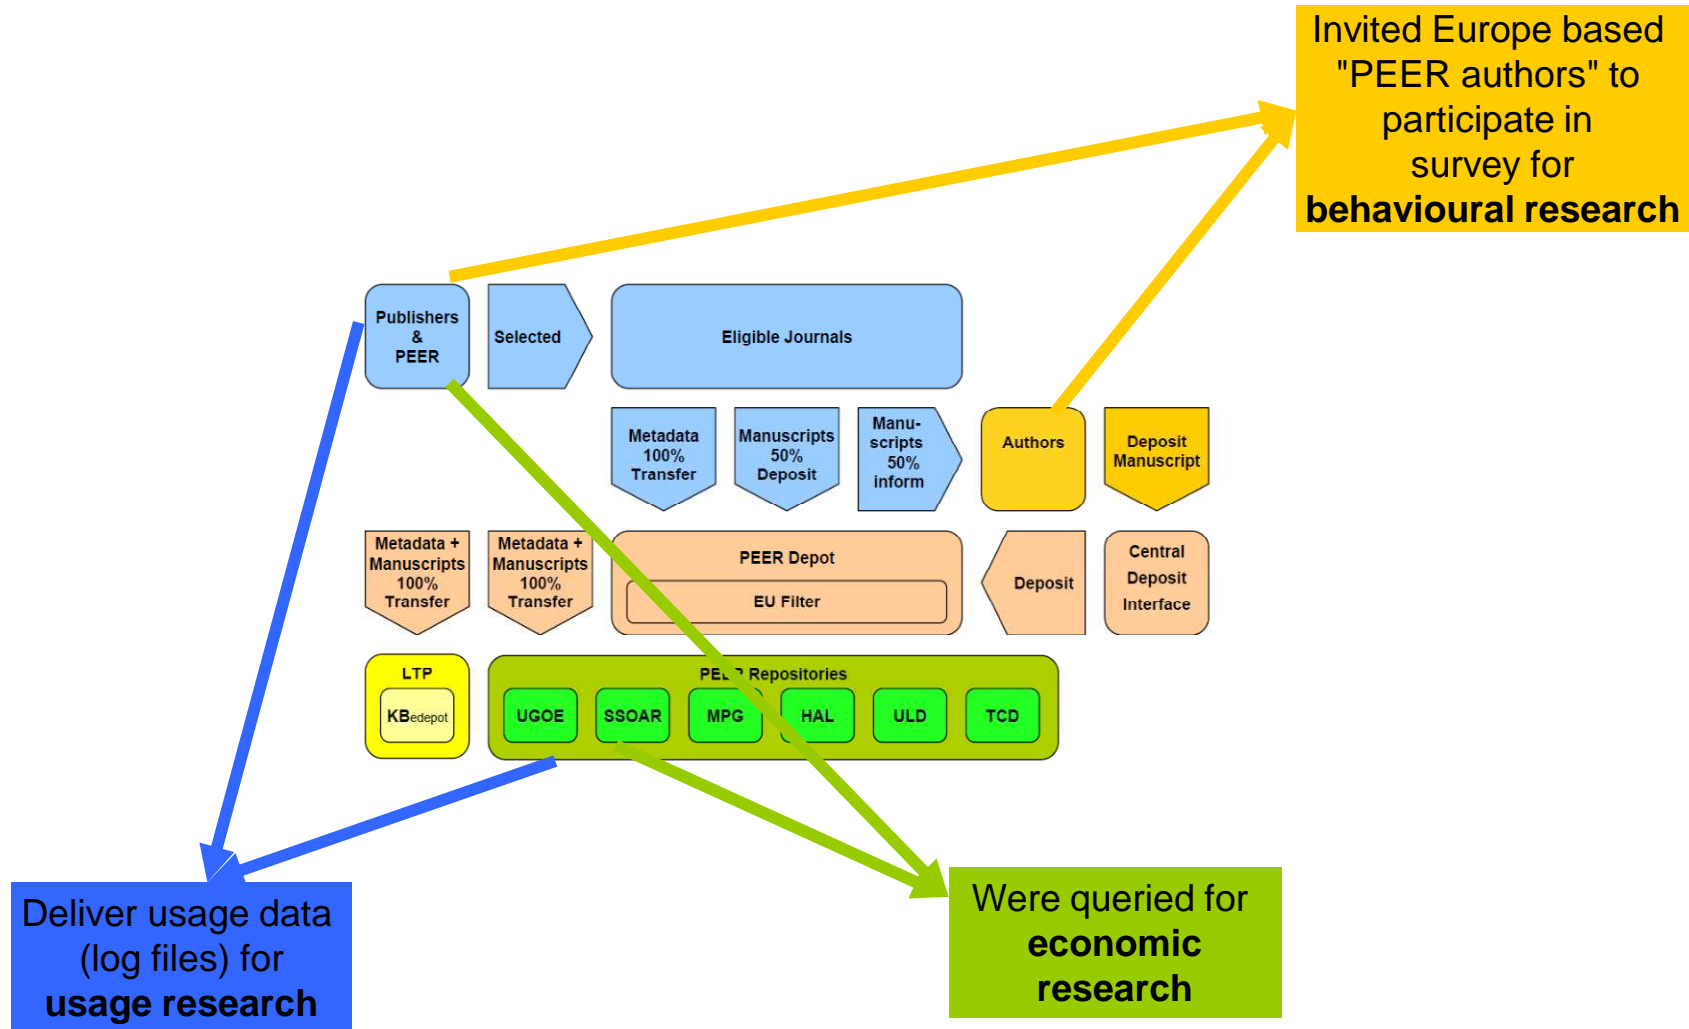 Invited Europe based
"PEER authors" to
participate in
survey for
behavioural research
Publishers
&
PEER
Selected
Eligible Journals
Metadata
100%
Transfer
Manuscripts
50%
Deposit
Manu-
scripts
50%
inform
Authors
Deposit
Manuscript
Metadata +
Manuscripts
100%
Transfer
Metadata +
Manuscripts
100%
Transfer
PEER Depot
EU Filter
Deposit
Central
Deposit
Interface
LTP
KBedepot
PEER Repositories
UGOE
SSOAR
MPG
HAL
ULD
TCD
Deliver usage data
(log files) for
usage research
Were queried for
economic
research